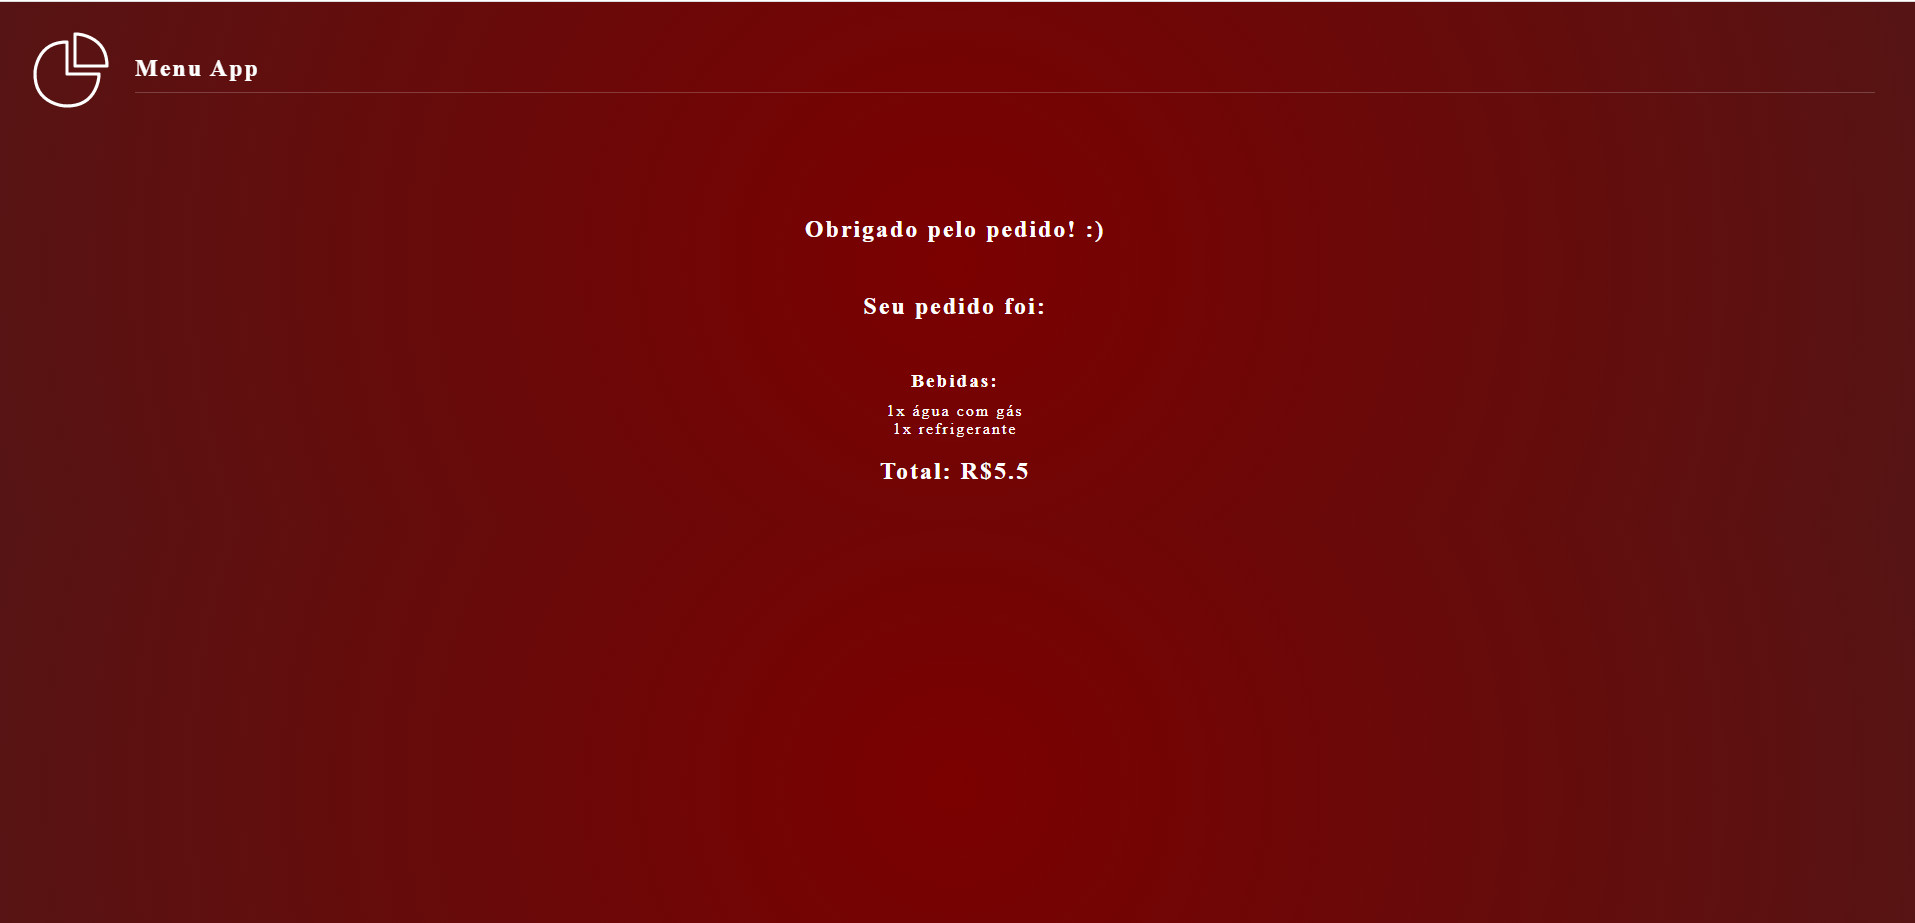 Menu App
Obrigado pelo pedido! :)
Seu pedido foi:
Bebidas:
1x água com gás
1x refrigerante
Total: R$5.5